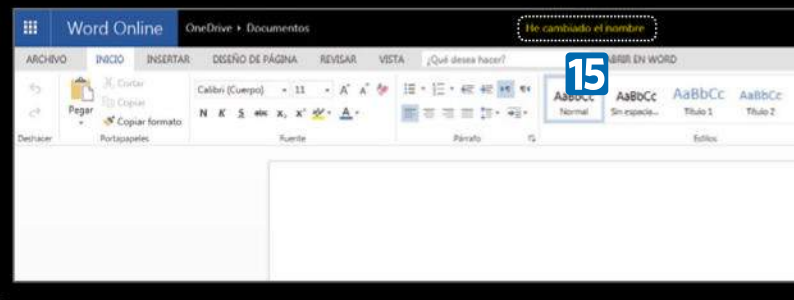 Word Online OneDrive ▸ Documentos He cambiado el nombre
ARCHIVO INICIO INSERTAR DISEÑO DE PÁGINA REVISAR VISTA ¿Qué desea hacer? ABRIR EN WORD
15
Cortar Calibri (Cuerpo) 11 A A AaBbCc AaBbCc AaBbCc AaBbCc
Pegar Copiar N K S abc x, x' A Normal Sin espacio... Título 1 Título 2
Copiar formato
Deshacer Portapapeles Fuente Párrafo Estilos